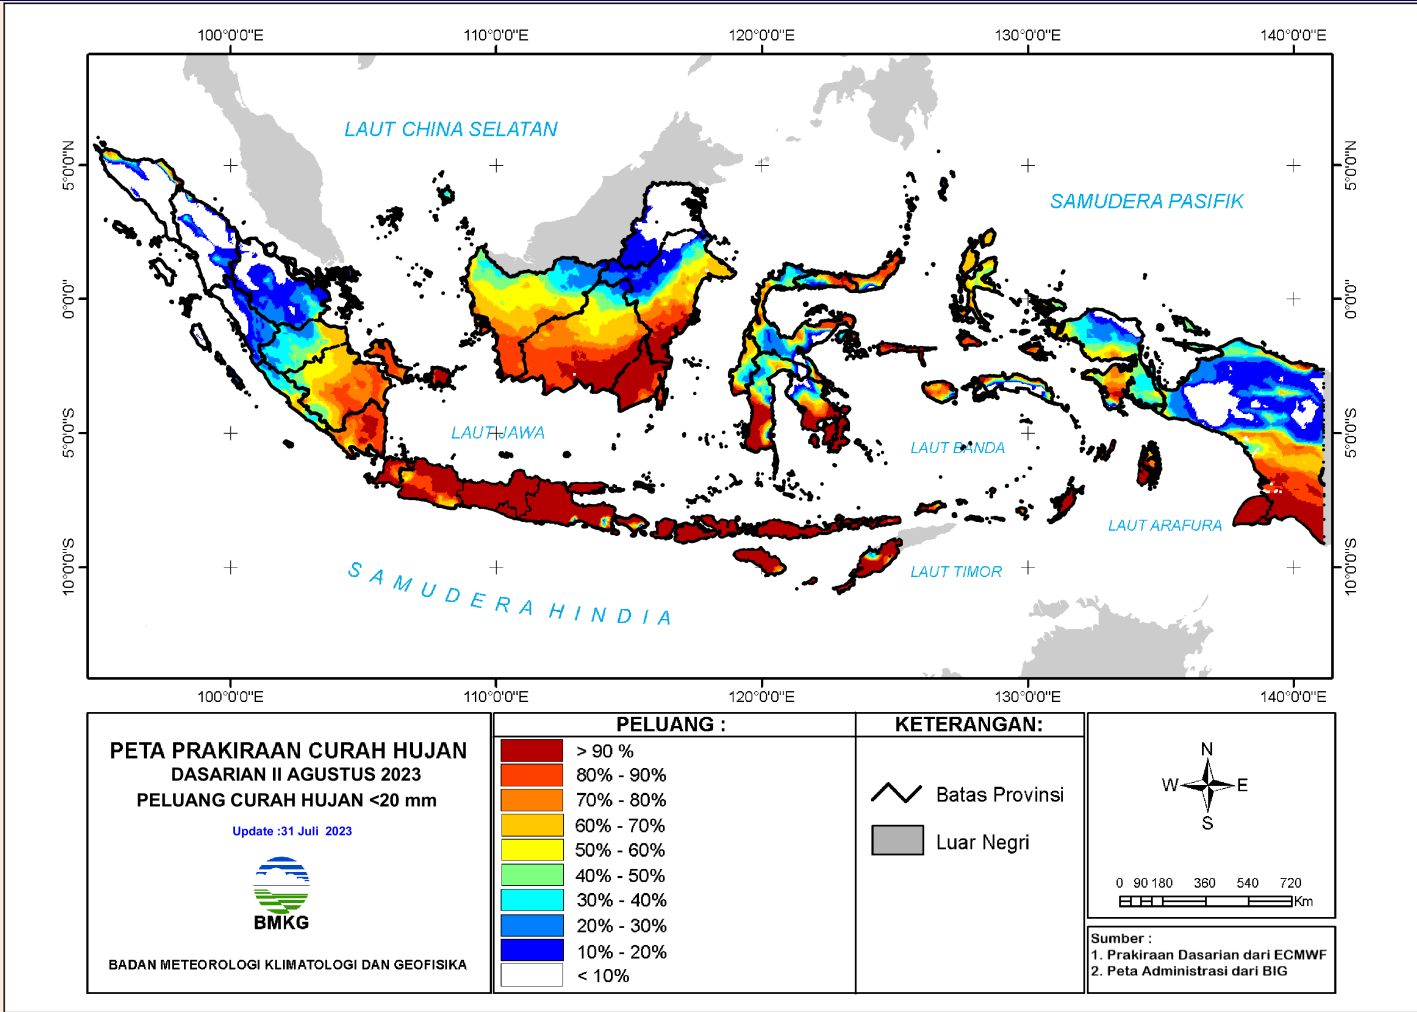 100°0'0"E 110°0'0"E 120°0'0"E 130°0'0"E 140°0'0"E
5°0'0"N
0°0'0"
5°0'0"S
10°0'0"S
LAUT CHINA SELATAN
SAMUDERA PASIFIK
LAUT JAWA
LAUT BANDA
LAUT ARAFURA
LAUT TIMOR
SAMUDERA HINDIA
5°0'0"N
0°0'0"
5°0'0"S
10°0'0"S
100°0'0"E 110°0'0"E 120°0'0"E 130°0'0"E 140°0'0"E
PETA PRAKIRAAN CURAH HUJAN
DASARIAN II AGUSTUS 2023
PELUANG CURAH HUJAN <20 mm
Update :31 Juli 2023
BMKG
BADAN METEOROLOGI KLIMATOLOGI DAN GEOFISIKA
PELUANG :
> 90 %
80% - 90%
70% - 80%
60% - 70%
50% - 60%
40% - 50%
30% - 40%
20% - 30%
10% - 20%
< 10%
KETERANGAN:
Batas Provinsi
Luar Negri
N
W E
S
0 90 180 360 540 720
Km
Sumber :
1. Prakiraan Dasarian dari ECMWF
2. Peta Administrasi dari BIG